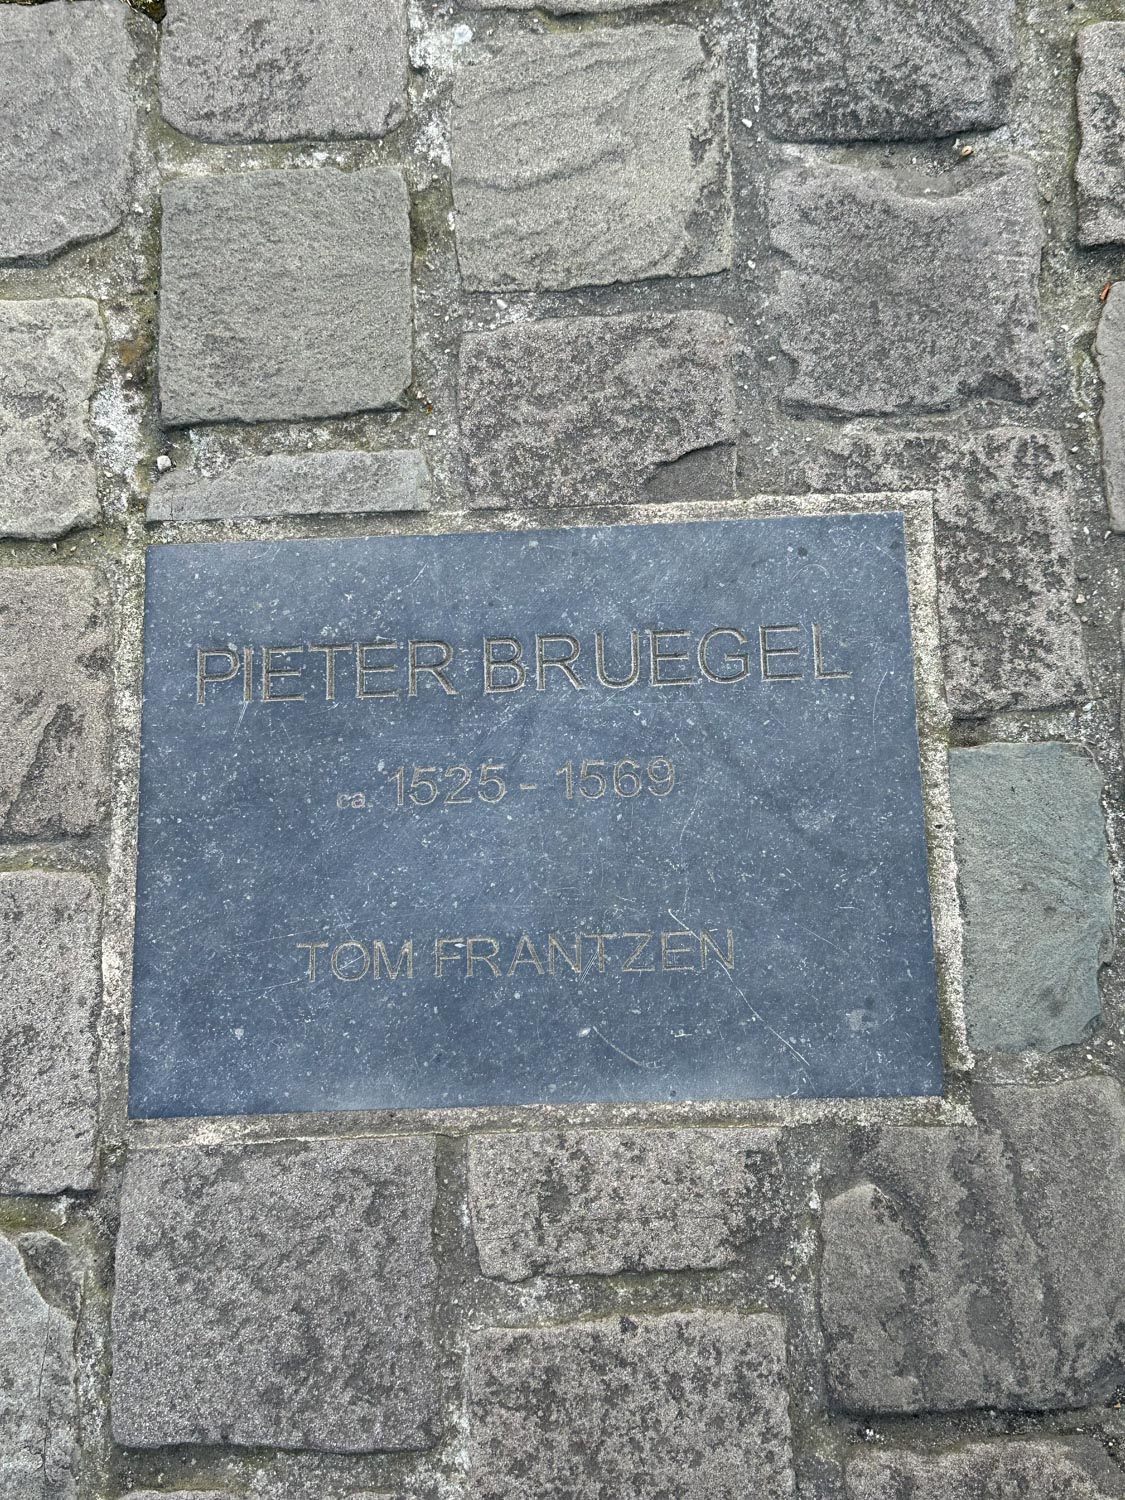 PIETER BRUEGEL
ca. 1525 - 1569
TOM FRANTZEN